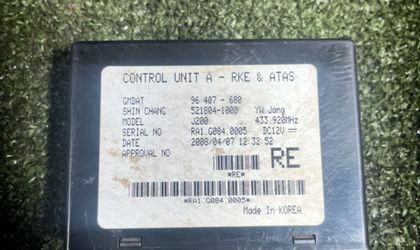 CONTROL UNIT A - RKE & ATAS
GMDAT 96 407 - 680
SHIN CHANG 521804-1000 YW Jang
MODEL J200 433.920MHz
SERIAL NO RA1.G084.0005 DC12V
DATE 2008/04/07 12:32:52
APPROVAL NO
RE
*RE*
*RA1.G084.0005*
Made In KOREA